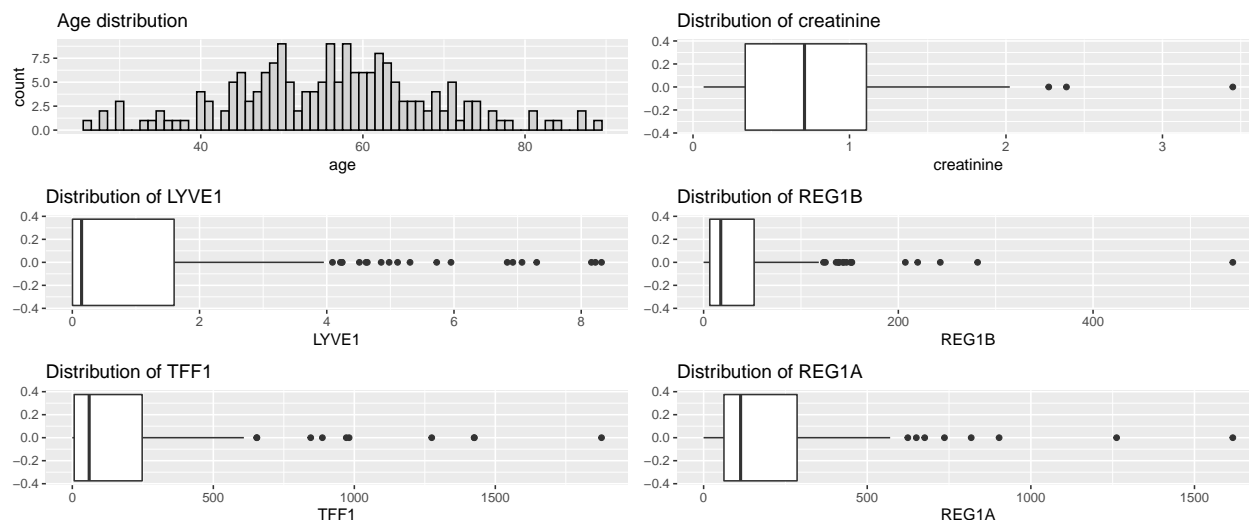 Age distribution
7.5
5.0
2.5
0.0
count
40 60 80
age
Distribution of creatinine
0.4
0.2
0.0
−0.2
−0.4
0 1 2 3
creatinine
Distribution of LYVE1
0.4
0.2
0.0
−0.2
−0.4
0 2 4 6 8
LYVE1
Distribution of REG1B
0.4
0.2
0.0
−0.2
−0.4
0 200 400
REG1B
Distribution of TFF1
0.4
0.2
0.0
−0.2
−0.4
0 500 1000 1500
TFF1
Distribution of REG1A
0.4
0.2
0.0
−0.2
−0.4
0 500 1000 1500
REG1A